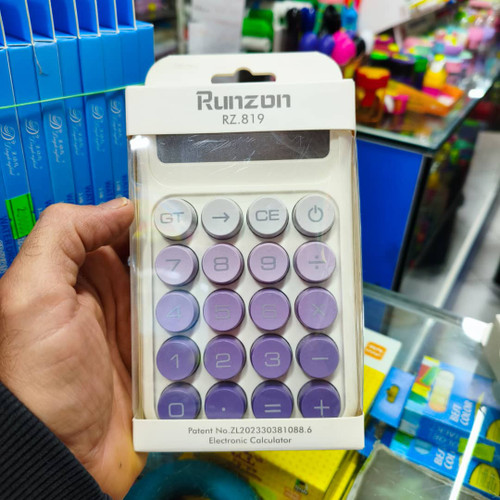 Runzon
RZ.819
GT → CE
7 8 9 ÷
4 5 6 ×
1 2 3 −
0 . = +
Patent No.ZL202330381088.6
Electronic Calculator